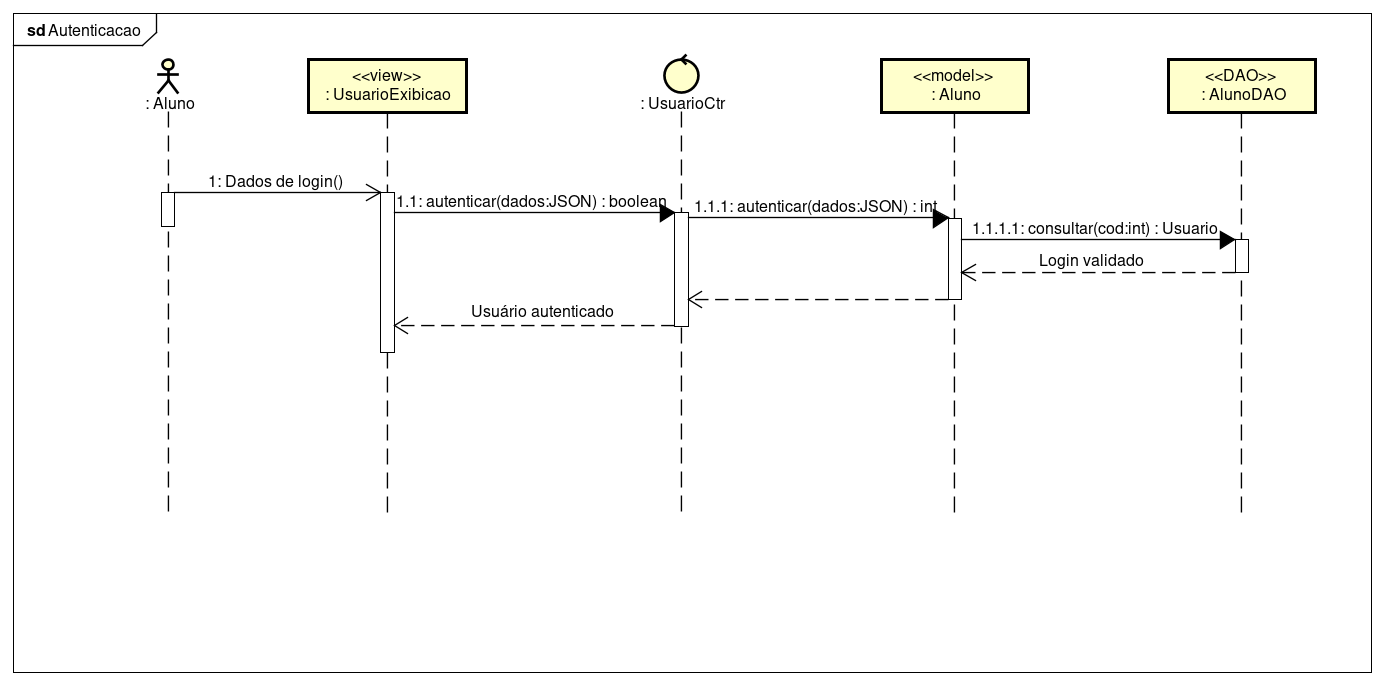 sd Autenticacao
: Aluno
<<view>>
: UsuarioExibicao
: UsuarioCtr
<<model>>
: Aluno
<<DAO>>
: AlunoDAO
1: Dados de login()
1.1: autenticar(dados:JSON) : boolean
1.1.1: autenticar(dados:JSON) : int
1.1.1.1: consultar(cod:int) : Usuario
Login validado
Usuário autenticado